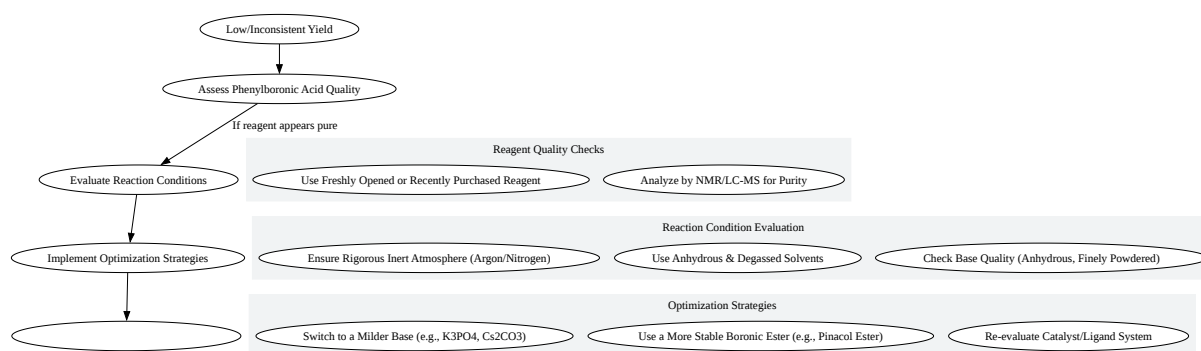 Low/Inconsistent Yield
Assess Phenylboronic Acid Quality
If reagent appears pure
Reagent Quality Checks
Evaluate Reaction Conditions
Use Freshly Opened or Recently Purchased Reagent
Analyze by NMR/LC-MS for Purity
Reaction Condition Evaluation
Implement Optimization Strategies
Ensure Rigorous Inert Atmosphere (Argon/Nitrogen)
Use Anhydrous & Degassed Solvents
Check Base Quality (Anhydrous, Finely Powdered)
Optimization Strategies
Switch to a Milder Base (e.g., K3PO4, Cs2CO3)
Use a More Stable Boronic Ester (e.g., Pinacol Ester)
Re-evaluate Catalyst/Ligand System